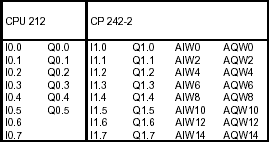 CPU 212 CP 242-2
I0.0 Q0.0 I1.0 Q1.0 AIW0 AQW0
I0.1 Q0.1 I1.1 Q1.1 AIW2 AQW2
I0.2 Q0.2 I1.2 Q1.2 AIW4 AQW4
I0.3 Q0.3 I1.3 Q1.3 AIW6 AQW6
I0.4 Q0.4 I1.4 Q1.4 AIW8 AQW8
I0.5 Q0.5 I1.5 Q1.5 AIW10 AQW10
I0.6 I1.6 Q1.6 AIW12 AQW12
I0.7 I1.7 Q1.7 AIW14 AQW14